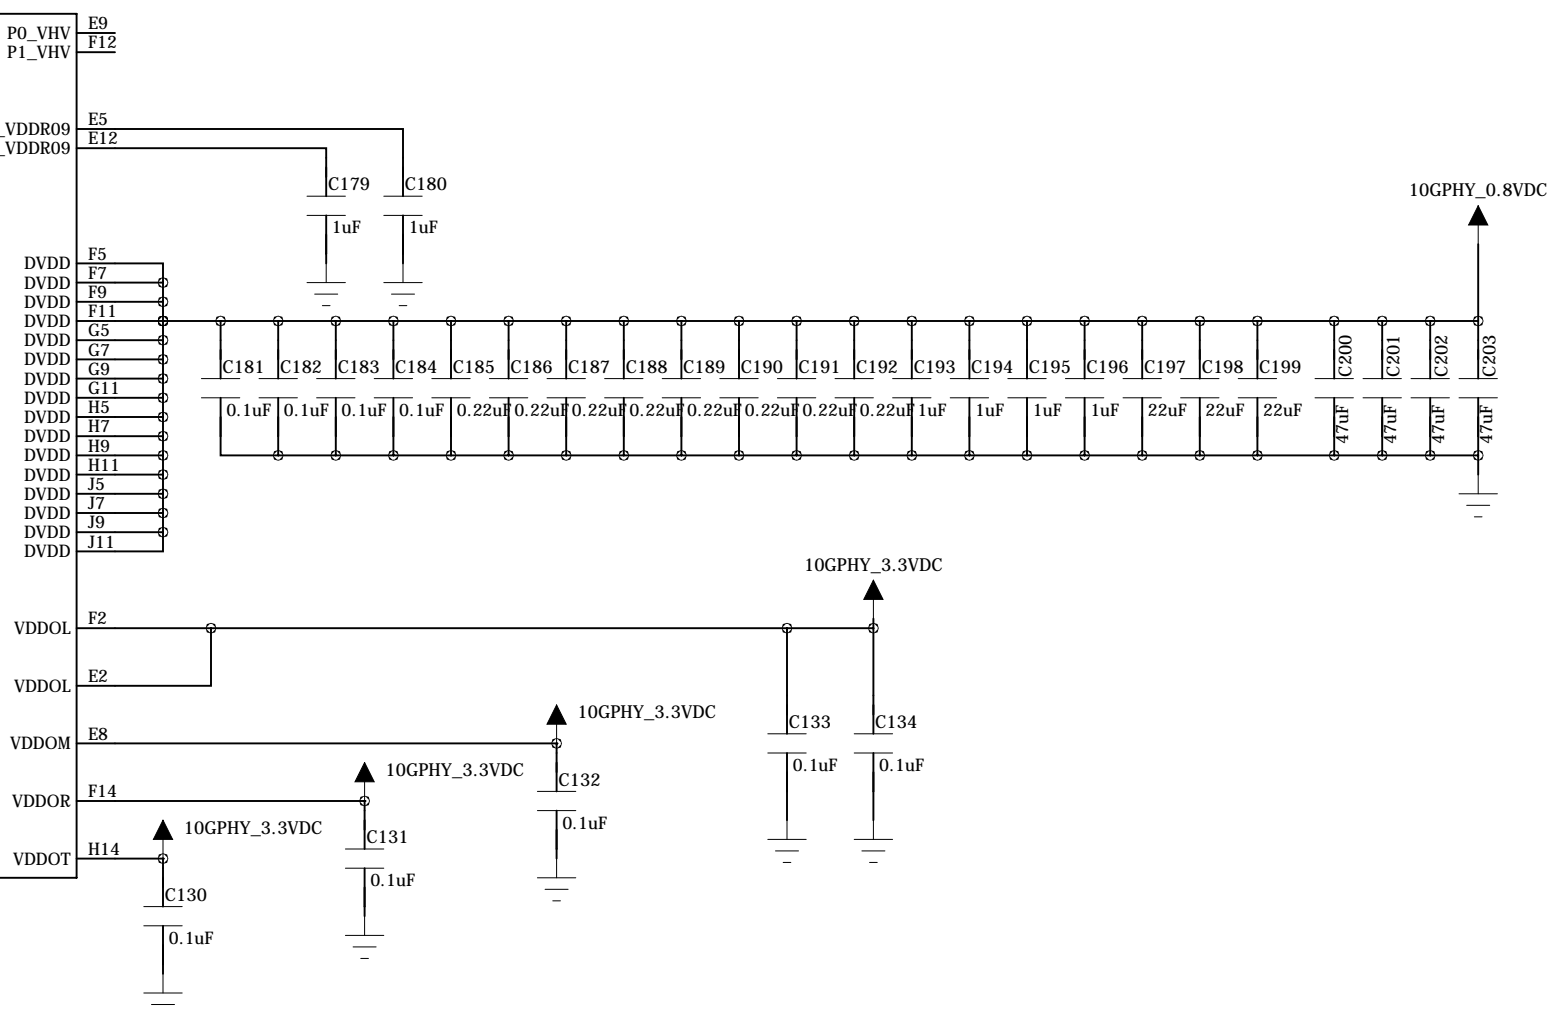 P0_VHV E9
P1_VHV F12
_VDDR09 E5
_VDDR09 E12
C179 C180
1uF 1uF
10GPHY_0.8VDC
DVDD F5
DVDD F7
DVDD F9
DVDD F11
DVDD G5
DVDD G7
DVDD G9
DVDD G11
DVDD H5
DVDD H7
DVDD H9
DVDD H11
DVDD J5
DVDD J7
DVDD J9
DVDD J11
C181 C182 C183 C184 C185 C186 C187 C188 C189 C190 C191 C192 C193 C194 C195 C196 C197 C198 C199 C200 C201 C202 C203
0.1uF 0.1uF 0.1uF 0.1uF 0.22uF 0.22uF 0.22uF 0.22uF 0.22uF 0.22uF 0.22uF 0.22uF 1uF 1uF 1uF 1uF 22uF 22uF 22uF 47uF 47uF 47uF 47uF
10GPHY_3.3VDC
VDDOL F2
VDDOL E2
10GPHY_3.3VDC
C133 C134
0.1uF 0.1uF
VDDOM E8
10GPHY_3.3VDC
C132
0.1uF
VDDOR F14
10GPHY_3.3VDC
C131
0.1uF
VDDOT H14
C130
0.1uF